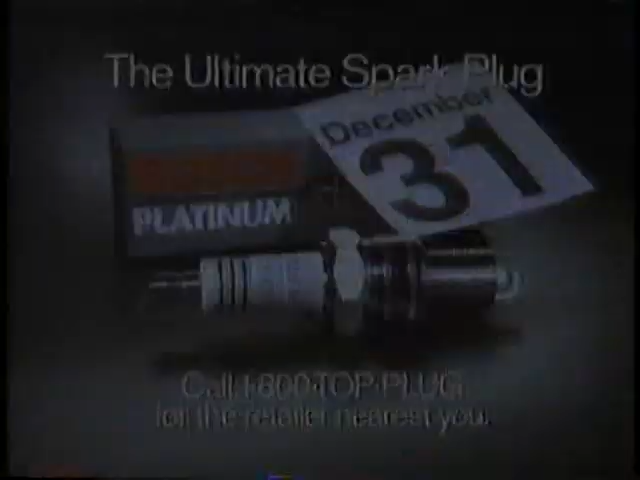 The Ultimate Spark Plug
December
31
PLATINUM
Call 1-800-TOP-PLUG
for the retailer nearest you.